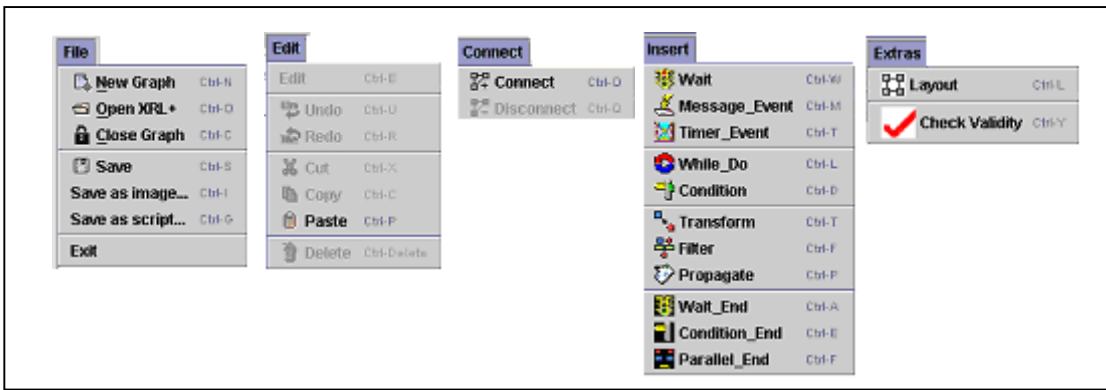 File
New Graph Ctrl-N
Open XRL+ Ctrl-O
Close Graph Ctrl-C
Save Ctrl-S
Save as image... Ctrl-I
Save as script... Ctrl-G
Exit
Edit
Edit Ctrl-E
Undo Ctrl-U
Redo Ctrl-R
Cut Ctrl-X
Copy Ctrl-C
Paste Ctrl-P
Delete Ctrl-Delete
Connect
Connect Ctrl-O
Disconnect Ctrl-Q
Insert
Wait Ctrl-W
Message_Event Ctrl-M
Timer_Event Ctrl-T
While_Do Ctrl-L
Condition Ctrl-D
Transform Ctrl-T
Filter Ctrl-F
Propagate Ctrl-P
Wait_End Ctrl-A
Condition_End Ctrl-E
Parallel_End Ctrl-F
Extras
Layout Ctrl-L
Check Validity Ctrl-Y